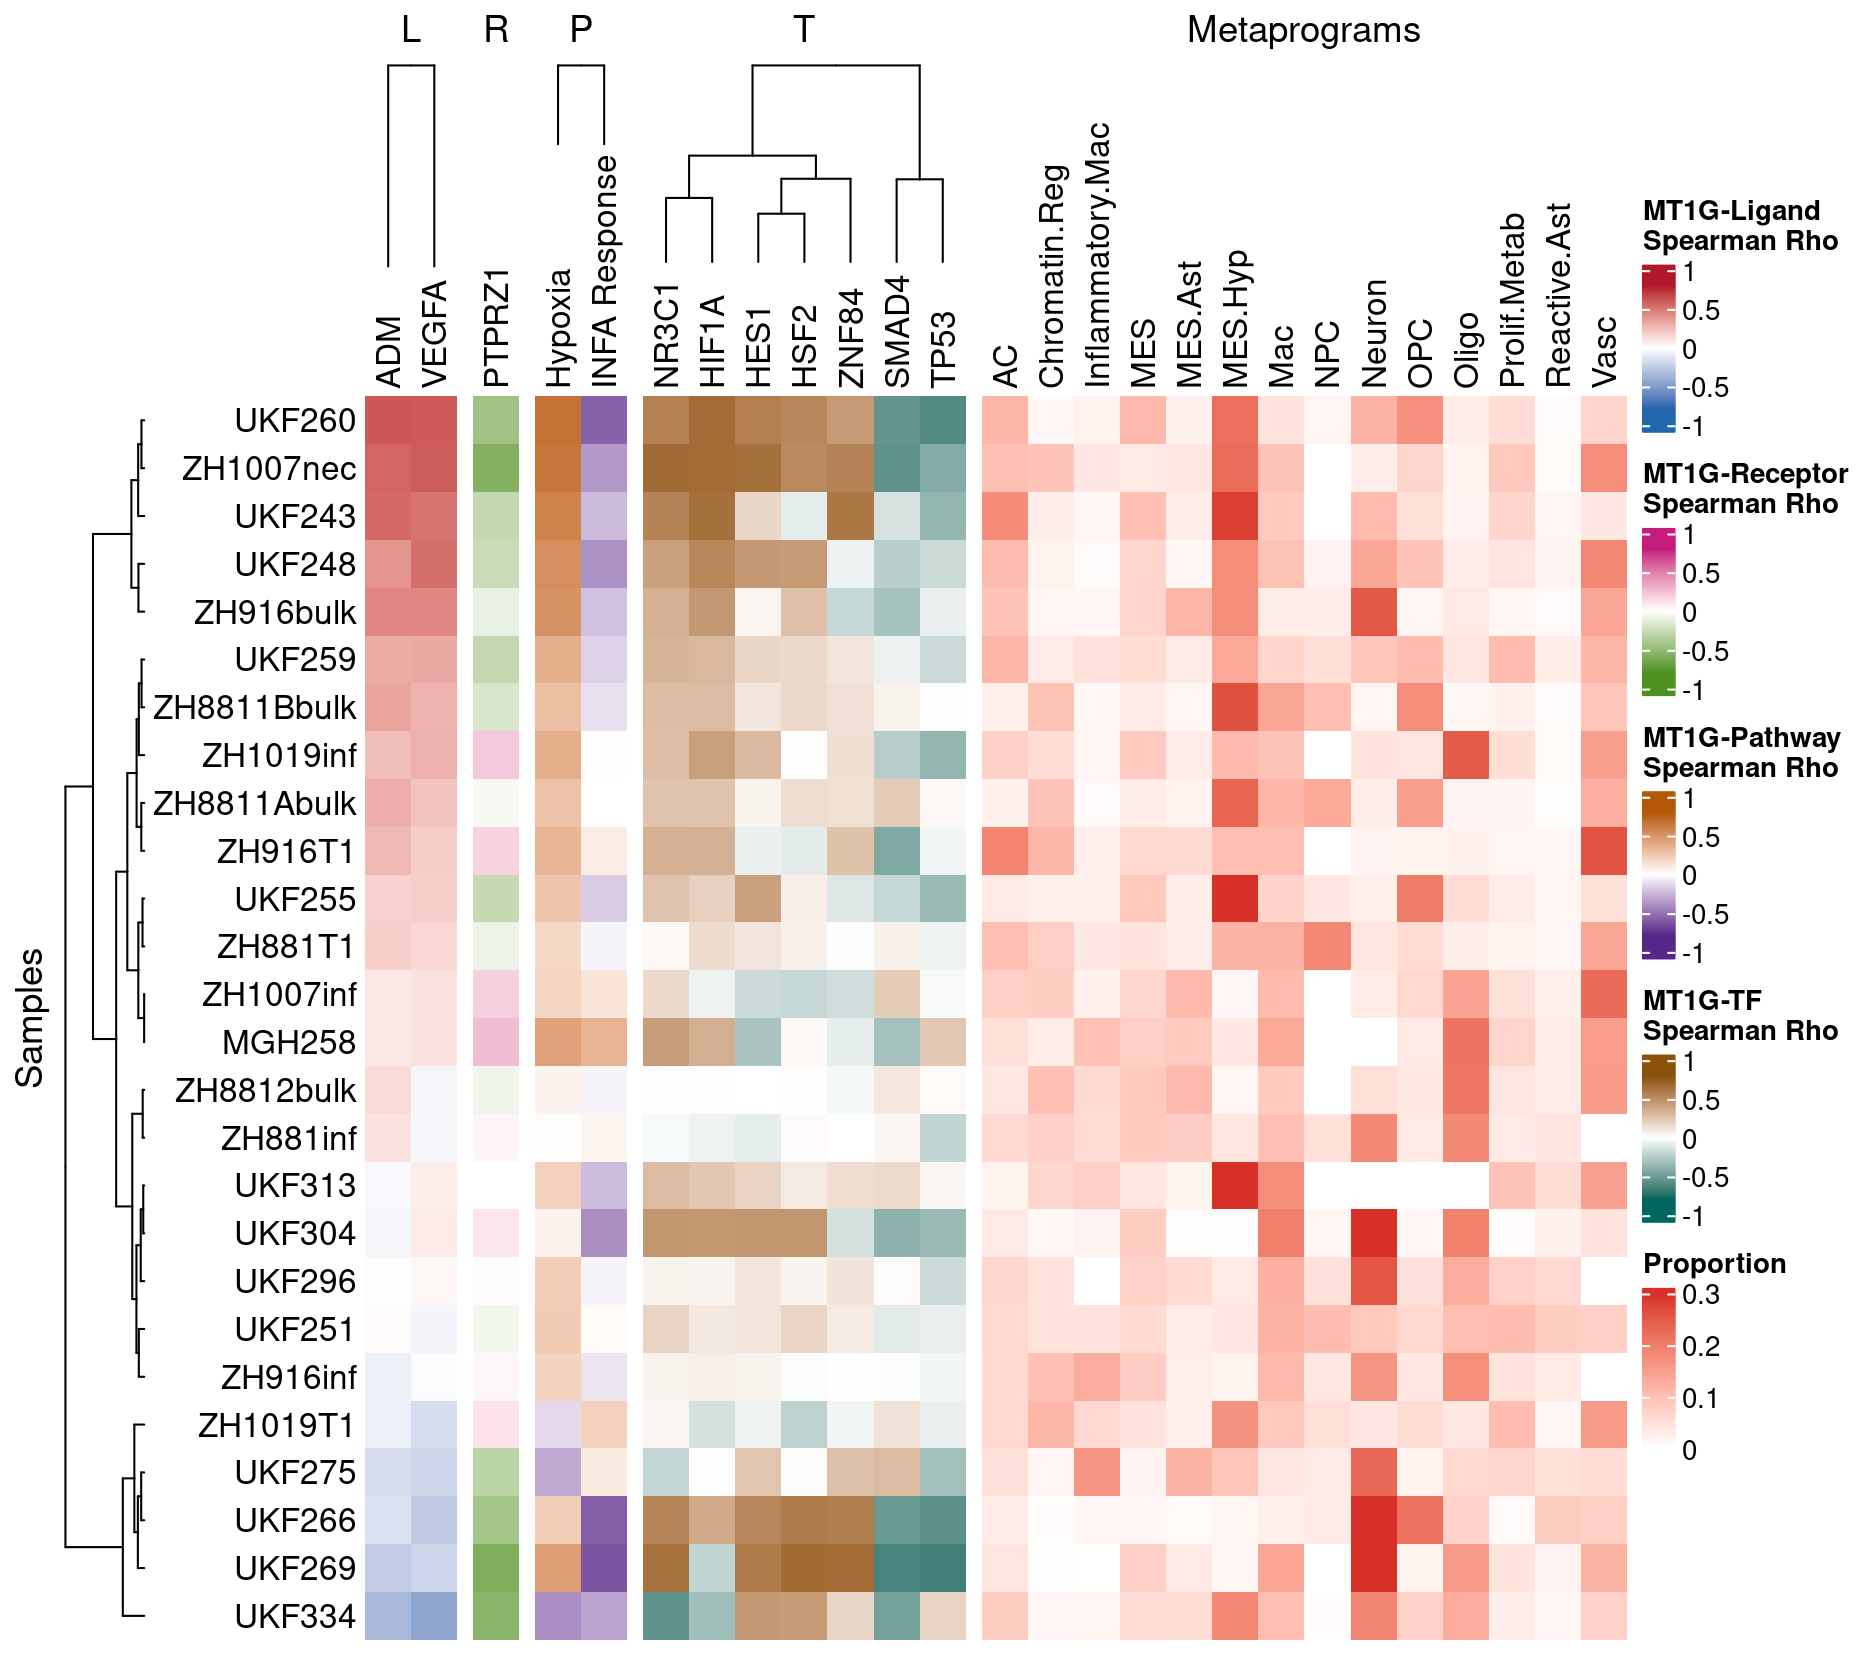 L R P T Metaprograms
ADM
VEGFA
PTPRZ1
Hypoxia
INFA Response
NR3C1
HIF1A
HES1
HSF2
ZNF84
SMAD4
TP53
AC
Chromatin.Reg
Inflammatory.Mac
MES
MES.Ast
MES.Hyp
Mac
NPC
Neuron
OPC
Oligo
Prolif.Metab
Reactive.Ast
Vasc
Samples
UKF260
ZH1007nec
UKF243
UKF248
ZH916bulk
UKF259
ZH8811Bbulk
ZH1019inf
ZH8811Abulk
ZH916T1
UKF255
ZH881T1
ZH1007inf
MGH258
ZH8812bulk
ZH881inf
UKF313
UKF304
UKF296
UKF251
ZH916inf
ZH1019T1
UKF275
UKF266
UKF269
UKF334
MT1G-Ligand
Spearman Rho
1
0.5
0
-0.5
-1
MT1G-Receptor
Spearman Rho
1
0.5
0
-0.5
-1
MT1G-Pathway
Spearman Rho
1
0.5
0
-0.5
-1
MT1G-TF
Spearman Rho
1
0.5
0
-0.5
-1
Proportion
0.3
0.2
0.1
0